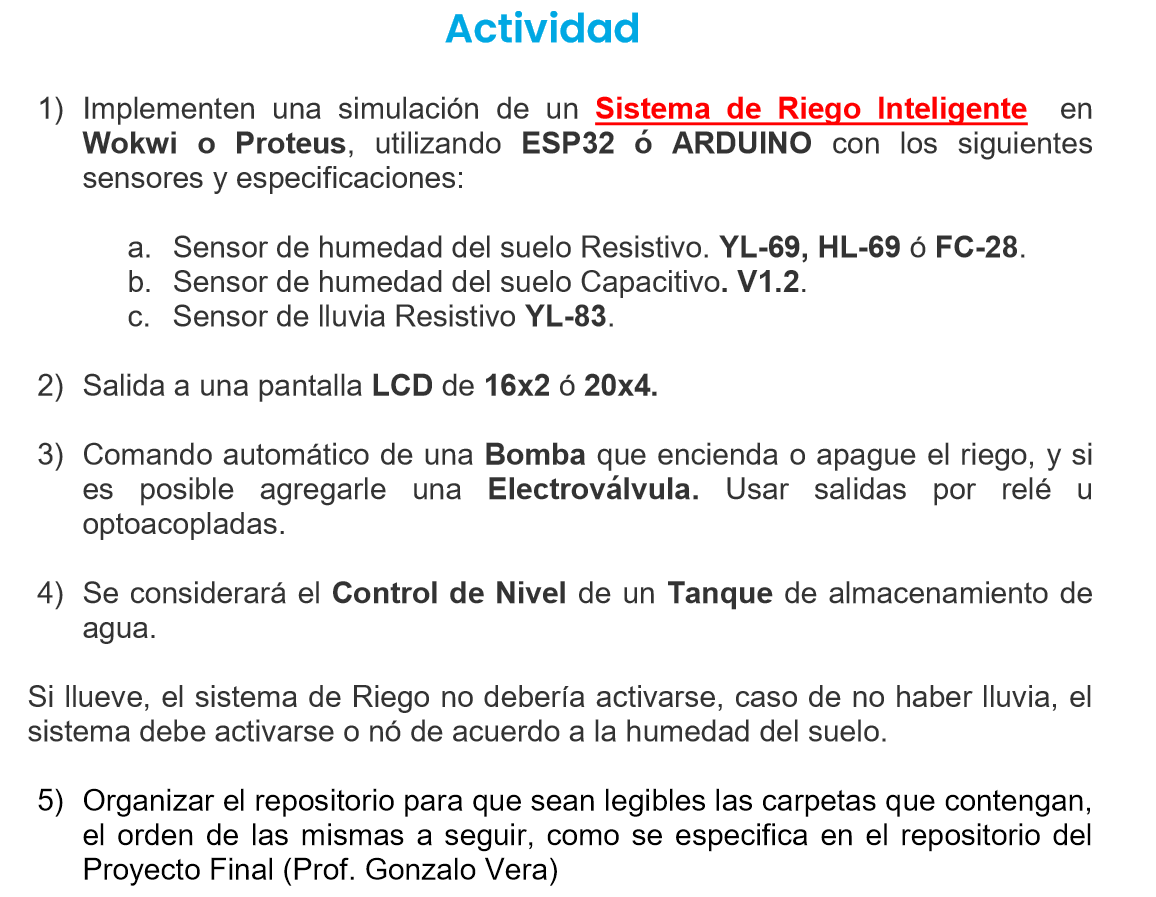 Actividad
1) Implementen una simulación de un Sistema de Riego Inteligente en
Wokwi o Proteus, utilizando ESP32 ó ARDUINO con los siguientes
sensores y especificaciones:
a. Sensor de humedad del suelo Resistivo. YL-69, HL-69 ó FC-28.
b. Sensor de humedad del suelo Capacitivo. V1.2.
c. Sensor de lluvia Resistivo YL-83.
2) Salida a una pantalla LCD de 16x2 ó 20x4.
3) Comando automático de una Bomba que encienda o apague el riego, y si
es posible agregarle una Electroválvula. Usar salidas por relé u
optoacopladas.
4) Se considerará el Control de Nivel de un Tanque de almacenamiento de
agua.
Si llueve, el sistema de Riego no debería activarse, caso de no haber lluvia, el
sistema debe activarse o nó de acuerdo a la humedad del suelo.
5) Organizar el repositorio para que sean legibles las carpetas que contengan,
el orden de las mismas a seguir, como se especifica en el repositorio del
Proyecto Final (Prof. Gonzalo Vera)